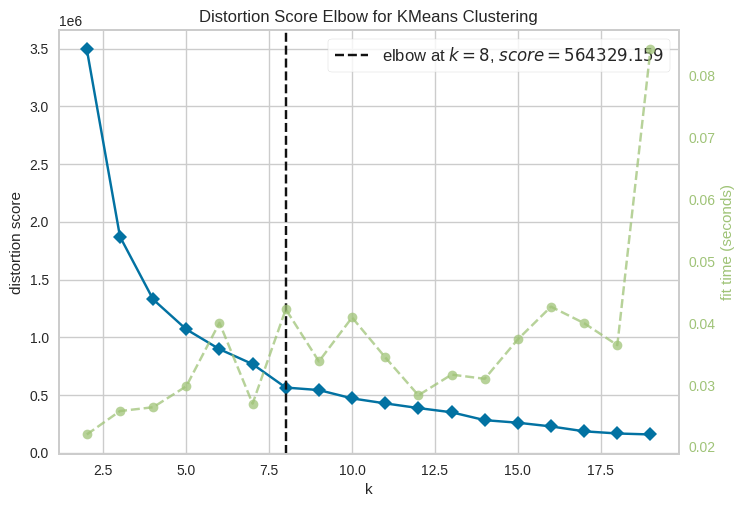 Distortion Score Elbow for KMeans Clustering
1e6
elbow at k = 8, score = 564329.159
3.5
3.0
2.5
2.0
1.5
1.0
0.5
0.0
distortion score
0.08
0.07
0.06
0.05
0.04
0.03
0.02
fit time (seconds)
2.5 5.0 7.5 10.0 12.5 15.0 17.5
k